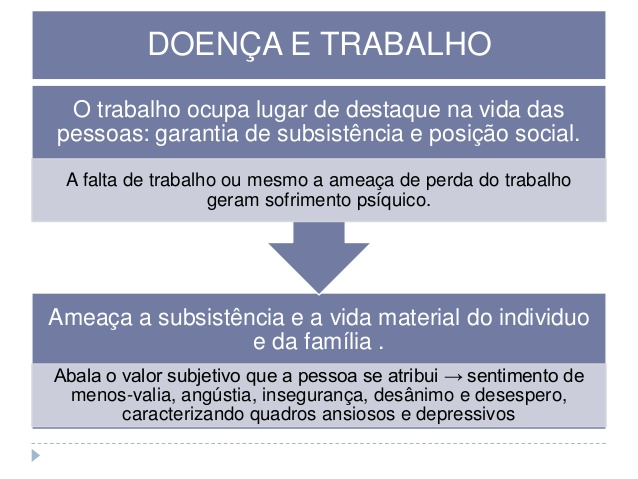 DOENÇA E TRABALHO
O trabalho ocupa lugar de destaque na vida das
pessoas: garantia de subsistência e posição social.
A falta de trabalho ou mesmo a ameaça de perda do trabalho
geram sofrimento psíquico.
Ameaça a subsistência e a vida material do individuo
e da família .
Abala o valor subjetivo que a pessoa se atribui → sentimento de
menos-valia, angústia, insegurança, desânimo e desespero,
caracterizando quadros ansiosos e depressivos